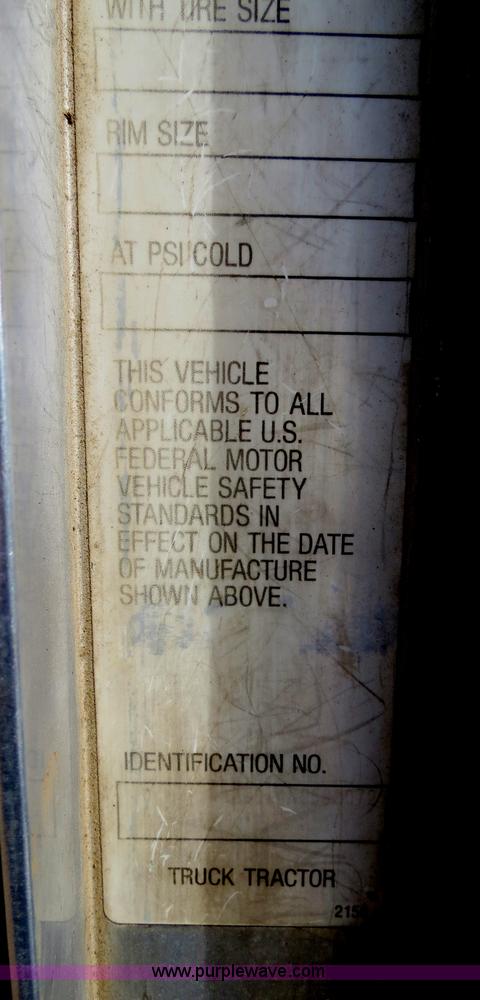 WITH TIRE SIZE
RIM SIZE
AT PSI COLD
THIS VEHICLE
CONFORMS TO ALL
APPLICABLE U.S.
FEDERAL MOTOR
VEHICLE SAFETY
STANDARDS IN
EFFECT ON THE DATE
OF MANUFACTURE
SHOWN ABOVE.
IDENTIFICATION NO.
TRUCK TRACTOR
www.purplewave.com